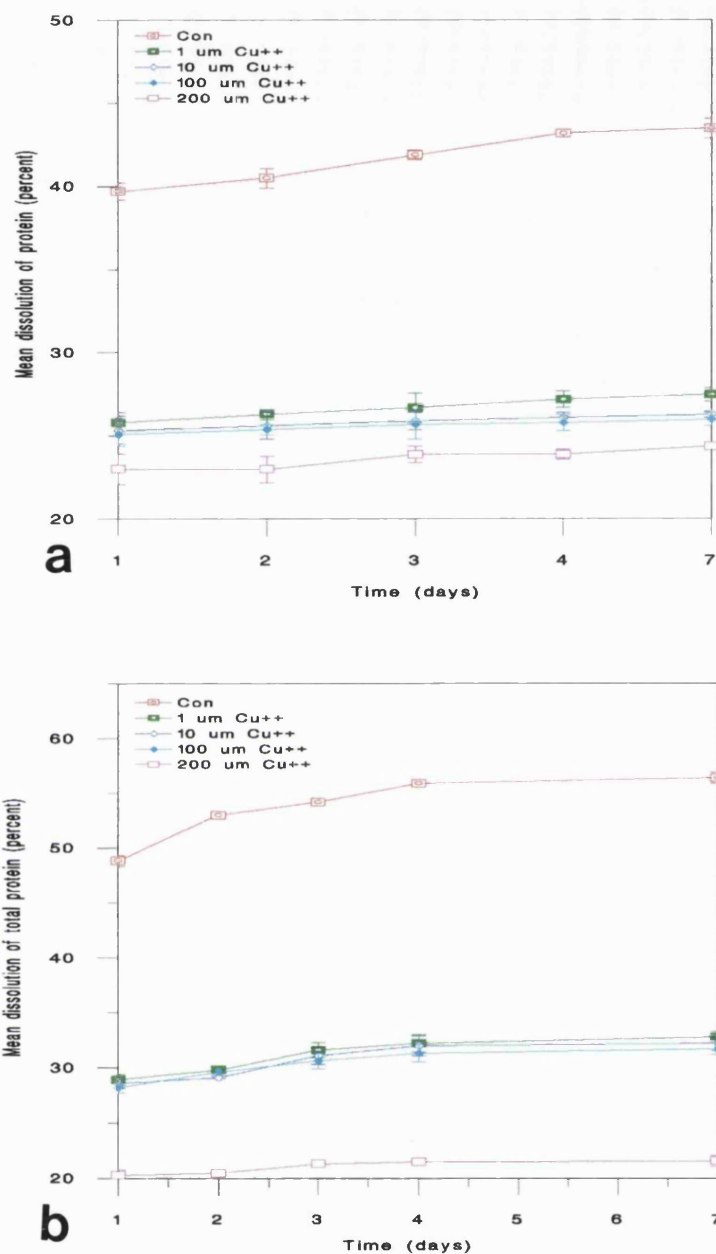 50
40
30
20
Mean dissolution of protein (percent)
Con
1 um Cu++
10 um Cu++
100 um Cu++
200 um Cu++
1 2 3 4 7
Time (days)
a
60
50
40
30
20
Mean dissolution of total protein (percent)
Con
1 um Cu++
10 um Cu++
100 um Cu++
200 um Cu++
1 2 3 4 5 6 7
Time (days)
b